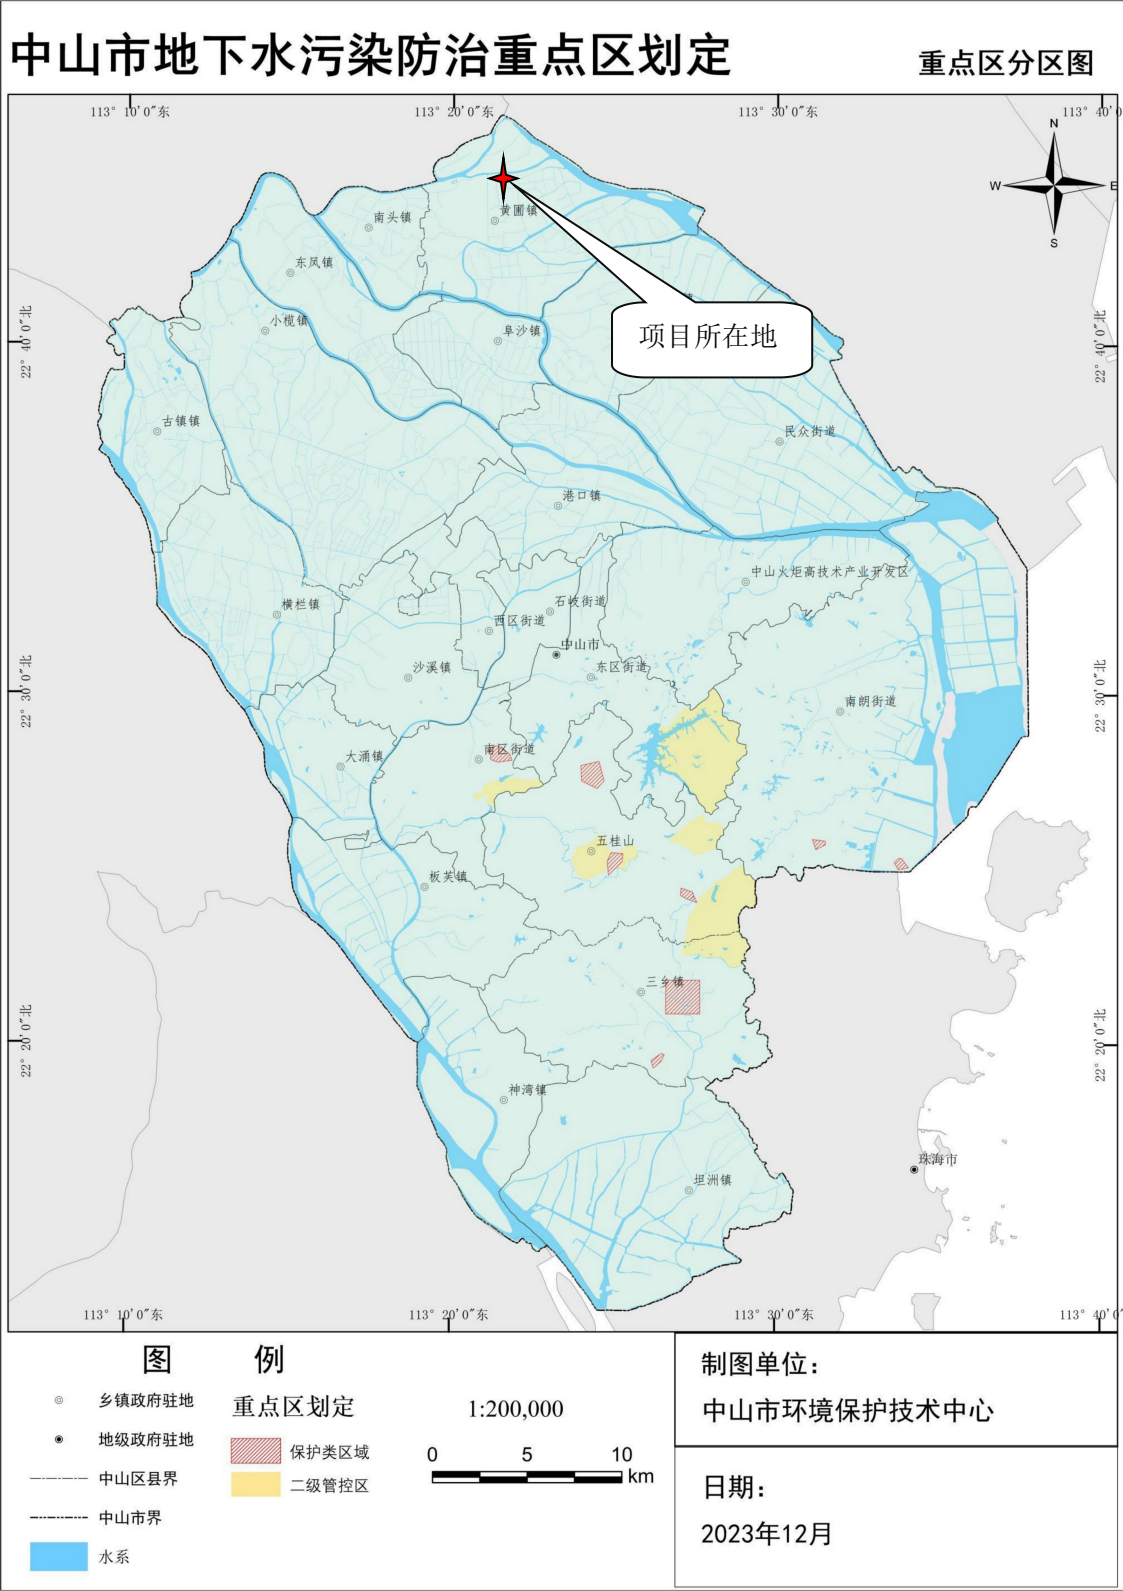 中山市地下水污染防治重点区划定
重点区分区图
113° 10′0″东
113° 20′0″东
113° 30′0″东
113° 40′0
N
W
E
S
22° 40′0″北
22° 30′0″北
22° 20′0″北
22° 40′0″北
22° 30′0″北
22° 20′0″北
南头镇
黄圃镇
东凤镇
小榄镇
阜沙镇
项目所在地
古镇镇
民众街道
港口镇
中山火炬高技术产业开发区
横栏镇
石岐街道
西区街道
中山市
沙溪镇
东区街道
南朗街道
南区街道
大涌镇
五桂山
板芙镇
三乡镇
神湾镇
珠海市
坦洲镇
113° 10′0″东
113° 20′0″东
113° 30′0″东
113° 40′0
图 例
乡镇政府驻地
地级政府驻地
中山区县界
中山市界
水系
重点区划定
保护类区域
二级管控区
1:200,000
0 5 10
km
制图单位：
中山市环境保护技术中心
日期：
2023年12月